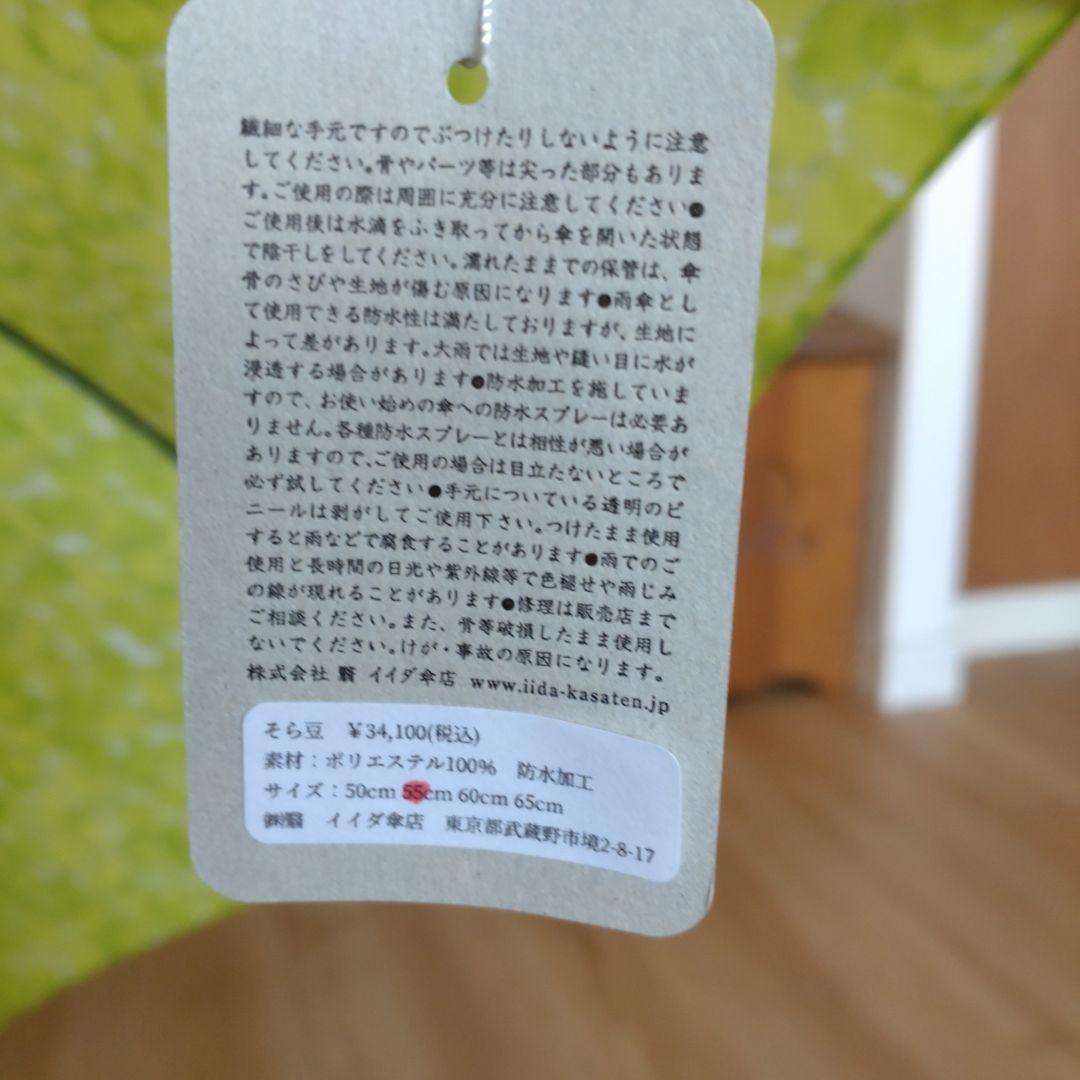 繊細な手元ですのでぶつけたりしないように注意
してください。骨やパーツ等は尖った部分もありま
す。ご使用の際は周囲に充分に注意してください●
ご使用後は水滴をふき取ってから傘を開いた状態
で陰干しをしてください。濡れたままでの保管は、傘
骨のさびや生地が傷む原因になります●雨傘とし
て使用できる防水性は満たしておりますが、生地に
よって差があります。大雨では生地や縫い目に水が
浸透する場合があります●防水加工を施していま
すので、お使い始めの傘への防水スプレーは必要あ
りません。各種防水スプレーとは相性が悪い場合が
ありますので、ご使用の場合は目立たないところで
必ず試してください●手元についている透明のビ
ニールは剥がしてご使用下さい。つけたまま使用
すると雨などで腐食することがあります●雨でのご
使用と長時間の日光や紫外線等で色褪せや雨じみ
の線が現れることがあります●修理は販売店まで
ご相談ください。また、骨等破損したまま使用し
ないでください。けが・事故の原因になります。
株式会社 イイダ傘店 www.iida-kasaten.jp
そら豆 ¥34,100(税込)
素材：ポリエステル100% 防水加工
サイズ：50cm 55cm 60cm 65cm
㈱ イイダ傘店 東京都武蔵野市境2-8-17